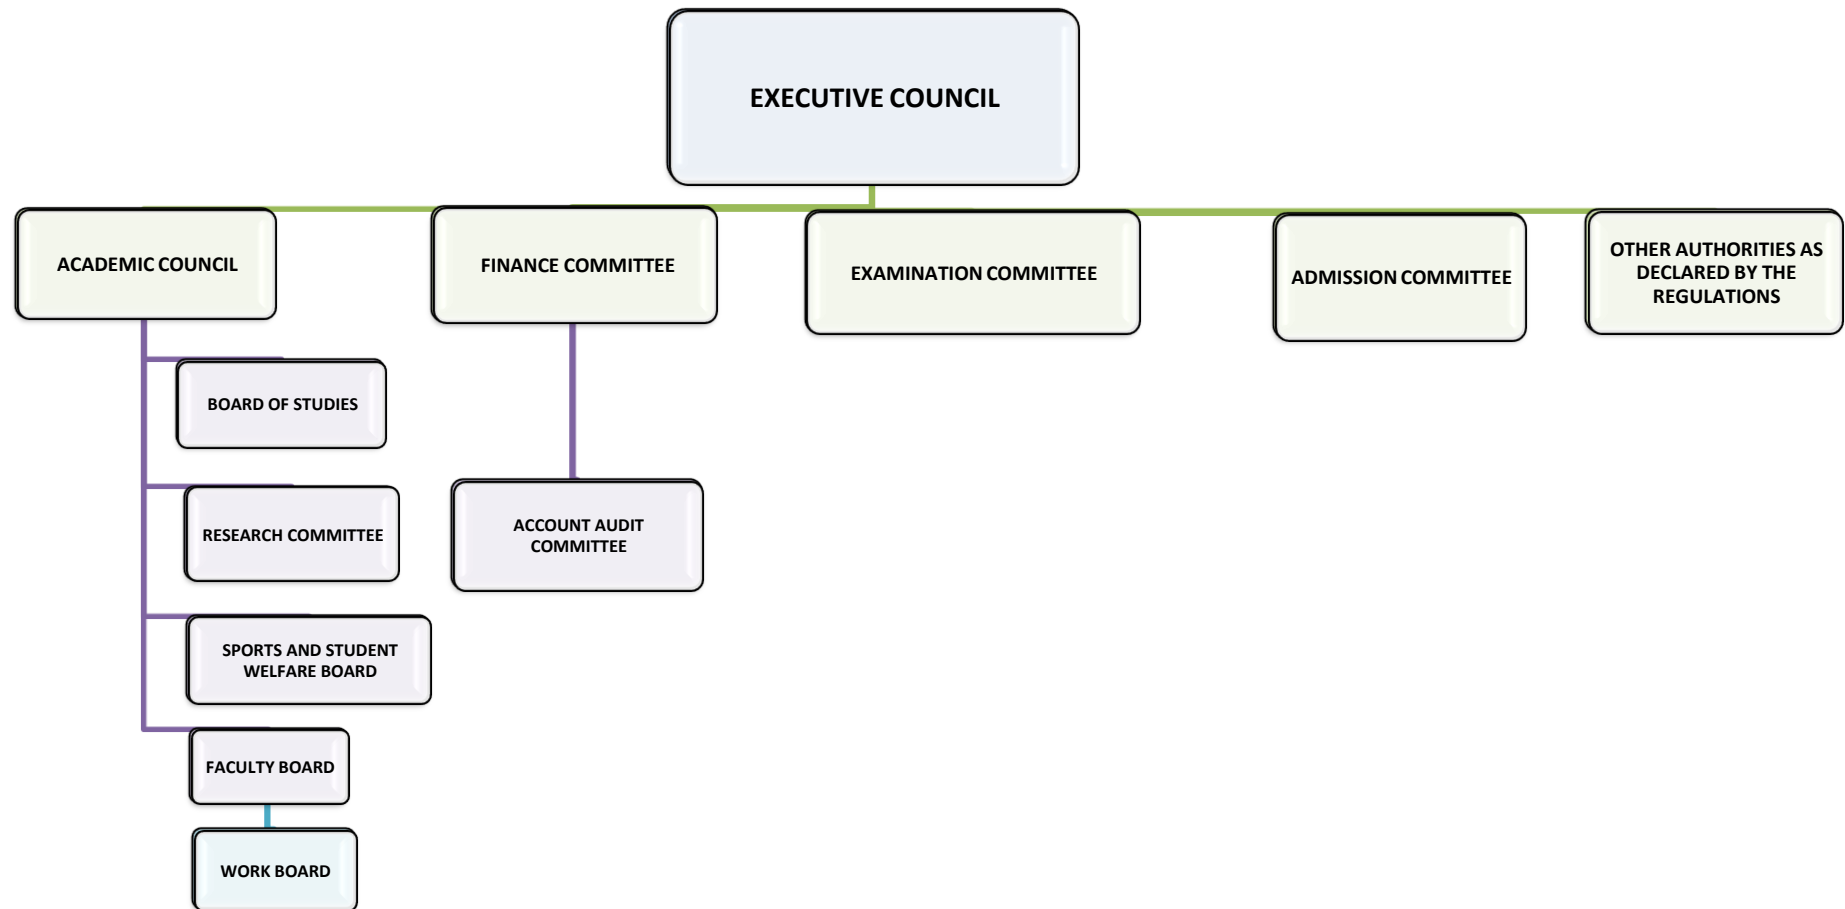 EXECUTIVE COUNCIL
ACADEMIC COUNCIL
FINANCE COMMITTEE
EXAMINATION COMMITTEE
ADMISSION COMMITTEE
OTHER AUTHORITIES AS
DECLARED BY THE
REGULATIONS
BOARD OF STUDIES
RESEARCH COMMITTEE
ACCOUNT AUDIT
COMMITTEE
SPORTS AND STUDENT
WELFARE BOARD
FACULTY BOARD
WORK BOARD